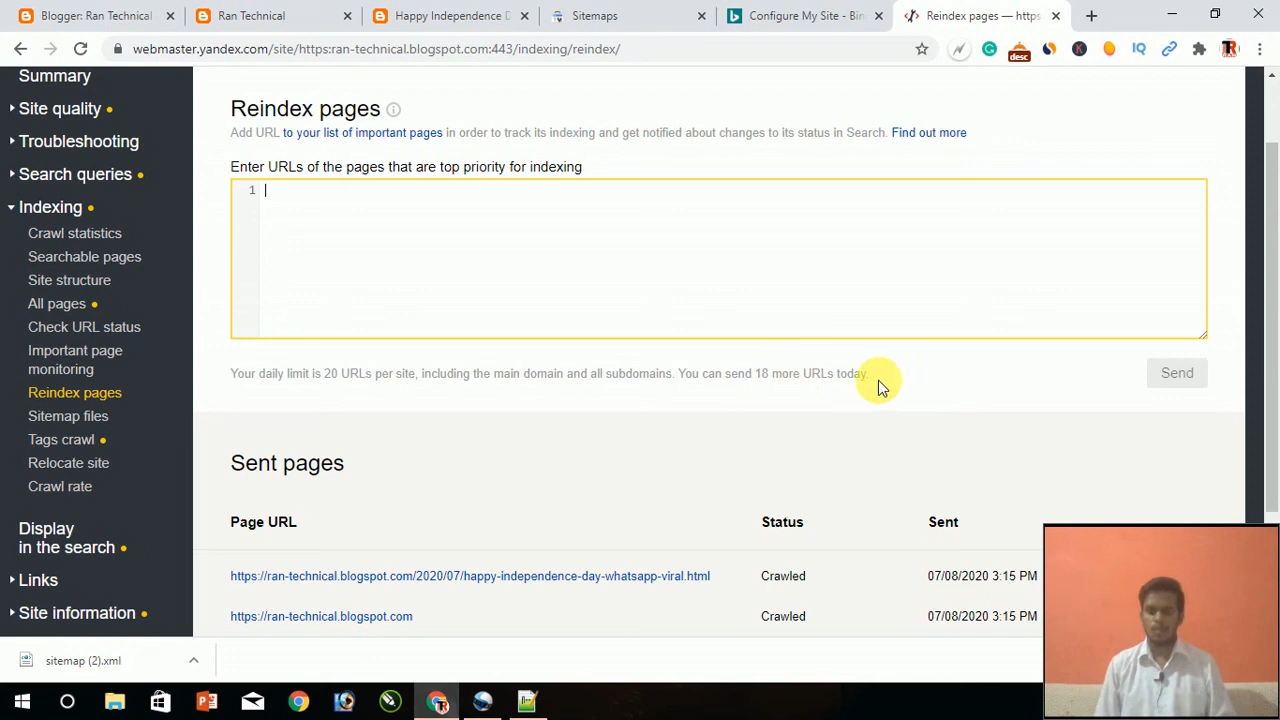 Blogger: Ran Technical
Ran Technical
Happy Independence D
Sitemaps
Configure My Site - Bin
Reindex pages — https
webmaster.yandex.com/site/https:ran-technical.blogspot.com:443/indexing/reindex/
desc
IQ
Summary
Site quality
Troubleshooting
Search queries
Indexing
Crawl statistics
Searchable pages
Site structure
All pages
Check URL status
Important page
monitoring
Reindex pages
Sitemap files
Tags crawl
Relocate site
Crawl rate
Display
in the search
Links
Site information
Reindex pages
Add URL to your list of important pages in order to track its indexing and get notified about changes to its status in Search. Find out more
Enter URLs of the pages that are top priority for indexing
1
Your daily limit is 20 URLs per site, including the main domain and all subdomains. You can send 18 more URLs today.
Send
Sent pages
Page URL Status Sent
https://ran-technical.blogspot.com/2020/07/happy-independence-day-whatsapp-viral.html Crawled 07/08/2020 3:15 PM
https://ran-technical.blogspot.com Crawled 07/08/2020 3:15 PM
sitemap (2).xml